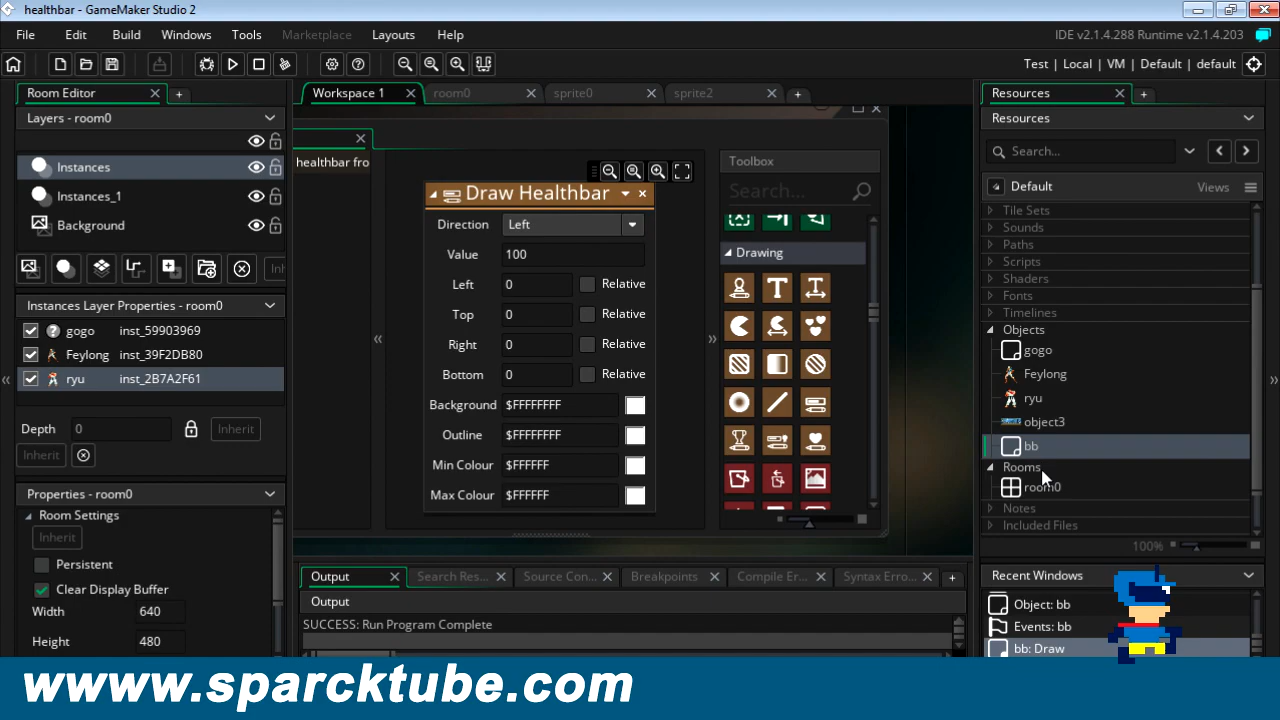 healthbar - GameMaker Studio 2
File Edit Build Windows Tools Marketplace Layouts Help
IDE v2.1.4.288 Runtime v2.1.4.203
Test | Local | VM | Default | default
Room Editor
Layers - room0
Instances
Instances_1
Background
In
Instances Layer Properties - room0
gogo inst_59903969
Feylong inst_39F2DB80
ryu inst_2B7A2F61
Depth 0 Inherit
Inherit
Properties - room0
Room Settings
Inherit
Persistent
Clear Display Buffer
Width 640
Height 480
Workspace 1 room0 sprite0 sprite2
healthbar fro
Draw Healthbar
Direction Left
Value 100
Left 0 Relative
Top 0 Relative
Right 0 Relative
Bottom 0 Relative
Background $FFFFFFFF
Outline $FFFFFFFF
Min Colour $FFFFFF
Max Colour $FFFFFF
Toolbox
Search...
Drawing
Output Search Res... Source Con... Breakpoints Compile Er... Syntax Erro...
Output
SUCCESS: Run Program Complete
Resources
Resources
Search...
Default Views
Tile Sets
Sounds
Paths
Scripts
Shaders
Fonts
Timelines
Objects
gogo
Feylong
ryu
object3
bb
Rooms
room0
Notes
Included Files
100%
Recent Windows
Object: bb
Events: bb
bb: Draw
wwww.sparcktube.com